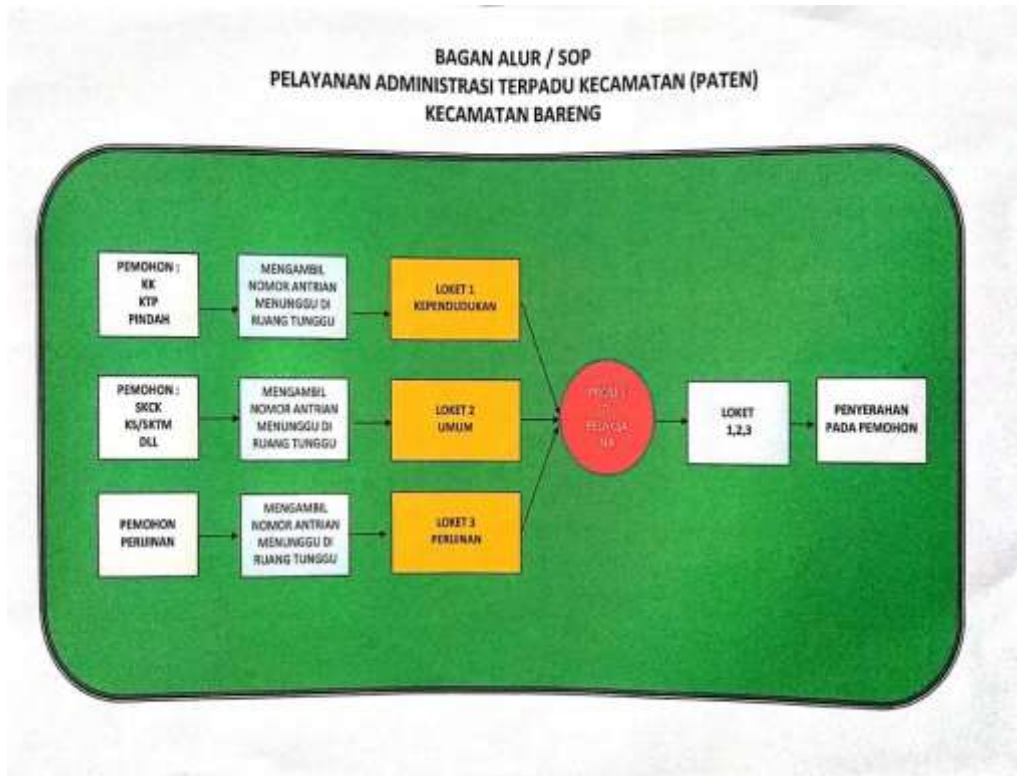 BAGAN ALUR / SOP
PELAYANAN ADMINISTRASI TERPADU KECAMATAN (PATEN)
KECAMATAN BARENG
PEMOHON :
KK
KTP
PINDAH
MENGAMBIL
NOMOR ANTRIAN
MENUNGGU DI
RUANG TUNGGU
LOKET 1
KEPENDUDUKAN
PEMOHON :
SKCK
KS/SKTM
DLL
MENGAMBIL
NOMOR ANTRIAN
MENUNGGU DI
RUANG TUNGGU
LOKET 2
UMUM
PEMOHON
PERIJINAN
MENGAMBIL
NOMOR ANTRIAN
MENUNGGU DI
RUANG TUNGGU
LOKET 3
PERIJINAN
PELAKSA
NA
LOKET
1,2,3
PENYERAHAN
PADA PEMOHON